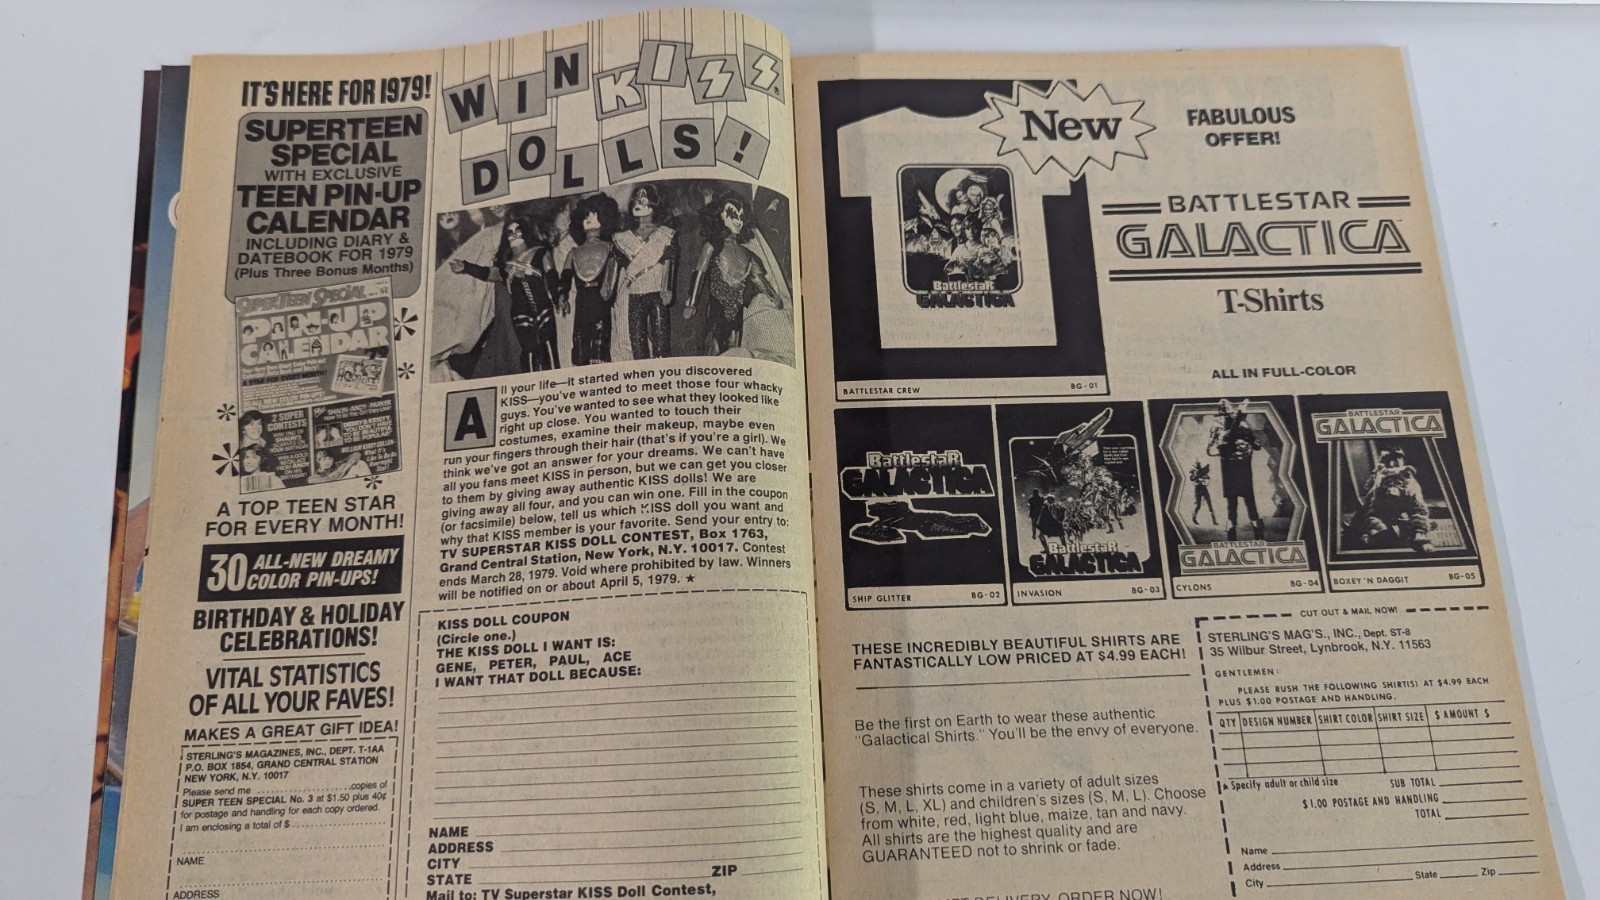 IT'S HERE FOR 1979!
SUPERTEEN
SPECIAL
WITH EXCLUSIVE
TEEN PIN-UP
CALENDAR
INCLUDING DIARY &
DATEBOOK FOR 1979
(Plus Three Bonus Months)
SUPERTEEN SPECIAL
PIN-UP
CALENDAR
A STAR FOR EVERY MONTH!
2 SUPER
CONTESTS
A TOP TEEN STAR
FOR EVERY MONTH!
30 ALL-NEW DREAMY
COLOR PIN-UPS!
BIRTHDAY & HOLIDAY
CELEBRATIONS!
VITAL STATISTICS
OF ALL YOUR FAVES!
MAKES A GREAT GIFT IDEA!
STERLING'S MAGAZINES, INC., DEPT. T-1AA
P.O. BOX 1854, GRAND CENTRAL STATION
NEW YORK, N.Y. 10017
Please send me ..................copies of
SUPER TEEN SPECIAL No. 3 at $1.50 plus 40¢
for postage and handling for each copy ordered.
I am enclosing a total of $ ..................
NAME
ADDRESS
WIN KISS
DOLLS!
All your life—it started when you discovered
KISS—you've wanted to meet those four whacky
guys. You've wanted to see what they looked like
right up close. You wanted to touch their
costumes, examine their makeup, maybe even
run your fingers through their hair (that's if you're a girl). We
think we've got an answer for your dreams. We can't have
all you fans meet KISS in person, but we can get you closer
to them by giving away authentic KISS dolls! We are
giving away all four, and you can win one. Fill in the coupon
(or facsimile) below, tell us which KISS doll you want and
why that KISS member is your favorite. Send your entry to:
TV SUPERSTAR KISS DOLL CONTEST, Box 1763,
Grand Central Station, New York, N.Y. 10017. Contest
ends March 28, 1979. Void where prohibited by law. Winners
will be notified on or about April 5, 1979. ★
KISS DOLL COUPON
(Circle one.)
THE KISS DOLL I WANT IS:
GENE, PETER, PAUL, ACE
I WANT THAT DOLL BECAUSE:
NAME
ADDRESS
CITY
STATE ZIP
Mail to: TV Superstar KISS Doll Contest,
New
FABULOUS
OFFER!
BATTLESTAR
GALACTICA
T-Shirts
ALL IN FULL-COLOR
BattlestaR
GALACTICA
BATTLESTAR CREW BG-01
BattlestaR
GALACTICA
SHIP GLITTER BG-02
BattlestaR
GALACTICA
INVASION BG-03
BATTLESTAR
GALACTICA
CYLONS BG-04
BATTLESTAR
GALACTICA
BOXEY 'N DAGGIT BG-05
THESE INCREDIBLY BEAUTIFUL SHIRTS ARE
FANTASTICALLY LOW PRICED AT $4.99 EACH!
Be the first on Earth to wear these authentic
"Galactical Shirts." You'll be the envy of everyone.
These shirts come in a variety of adult sizes
(S, M, L, XL) and children's sizes (S, M, L). Choose
from white, red, light blue, maize, tan and navy.
All shirts are the highest quality and are
GUARANTEED not to shrink or fade.
DELIVERY, ORDER NOW!
CUT OUT & MAIL NOW!
STERLING'S MAG'S., INC., Dept. ST-8
35 Wilbur Street, Lynbrook, N.Y. 11563
GENTLEMEN:
PLEASE RUSH THE FOLLOWING SHIRT(S) AT $4.99 EACH
PLUS $1.00 POSTAGE AND HANDLING.
QTY DESIGN NUMBER SHIRT COLOR SHIRT SIZE $ AMOUNT $
Specify adult or child size SUB TOTAL
$1.00 POSTAGE AND HANDLING
TOTAL
Name
Address
City State Zip